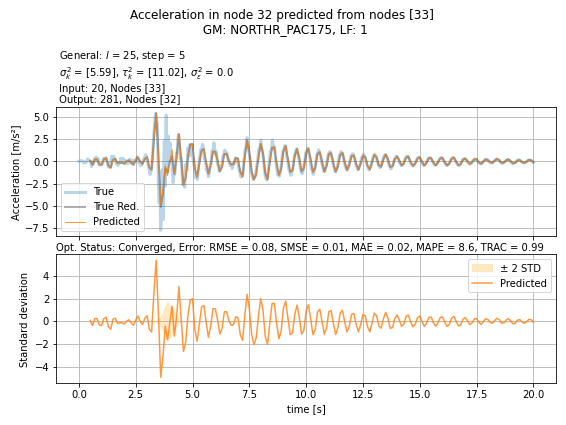 Acceleration in node 32 predicted from nodes [33]
GM: NORTHR_PAC175, LF: 1
General: l = 25, step = 5
σ²ₖ = [5.59], τ²ₖ = [11.02], σ²ε = 0.0
Input: 20, Nodes [33]
Output: 281, Nodes [32]
Acceleration [m/s²]
5.0
2.5
0.0
−2.5
−5.0
−7.5
True
True Red.
Predicted
Opt. Status: Converged, Error: RMSE = 0.08, SMSE = 0.01, MAE = 0.02, MAPE = 8.6, TRAC = 0.99
Standard deviation
4
2
0
−2
−4
± 2 STD
Predicted
0.0 2.5 5.0 7.5 10.0 12.5 15.0 17.5 20.0
time [s]